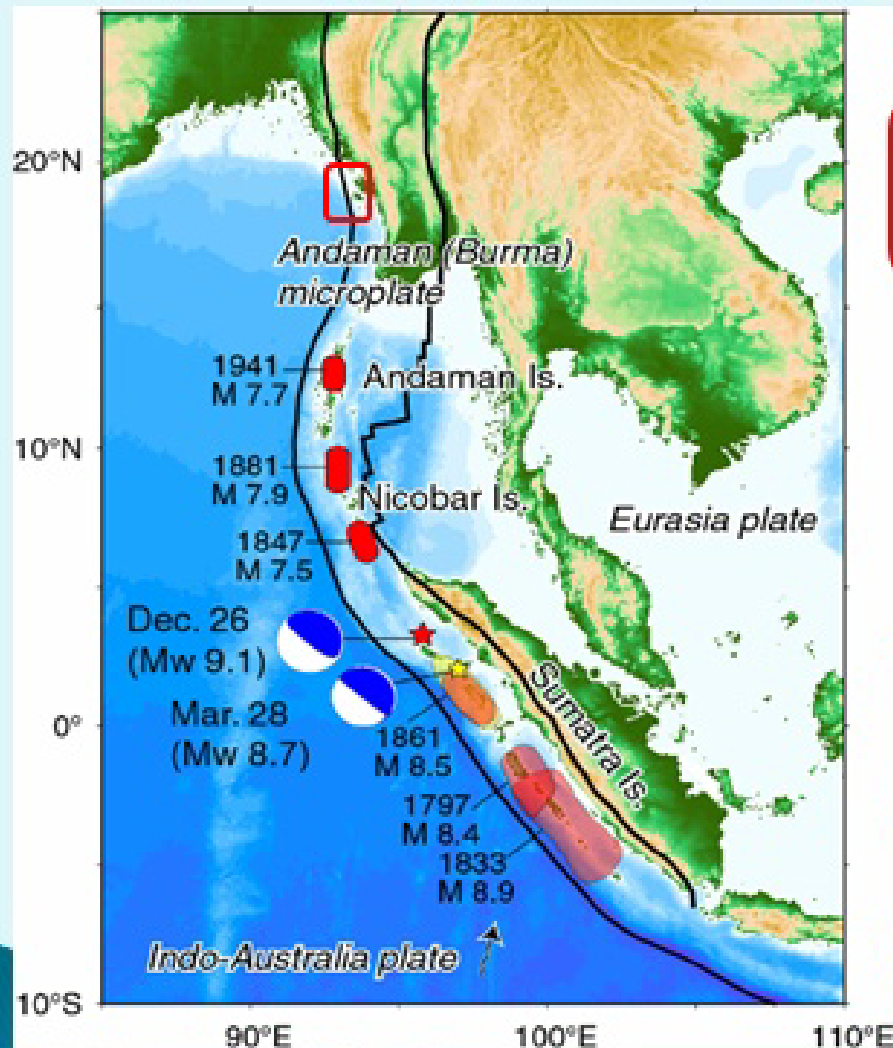 20°N
Andaman (Burma)
microplate
1941
M 7.7
Andaman Is.
10°N
1881
M 7.9
Nicobar Is.
Eurasia plate
1847
M 7.5
Dec. 26
(Mw 9.1)
Sumatra Is.
Mar. 28
(Mw 8.7)
0°
1861
M 8.5
1797
M 8.4
1833
M 8.9
Indo-Australia plate
10°S
90°E
100°E
110°E